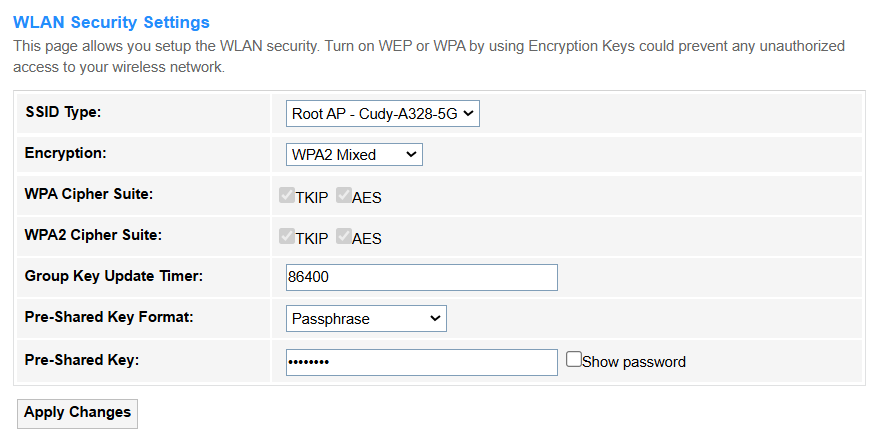 WLAN Security Settings
This page allows you setup the WLAN security. Turn on WEP or WPA by using Encryption Keys could prevent any unauthorized
access to your wireless network.
SSID Type: Root AP - Cudy-A328-5G
Encryption: WPA2 Mixed
WPA Cipher Suite: TKIP AES
WPA2 Cipher Suite: TKIP AES
Group Key Update Timer: 86400
Pre-Shared Key Format: Passphrase
Pre-Shared Key: •••••••• Show password
Apply Changes